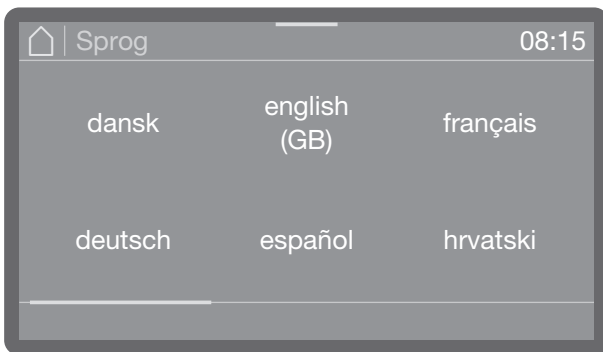 Sprog 08:15
dansk english (GB) français
deutsch español hrvatski